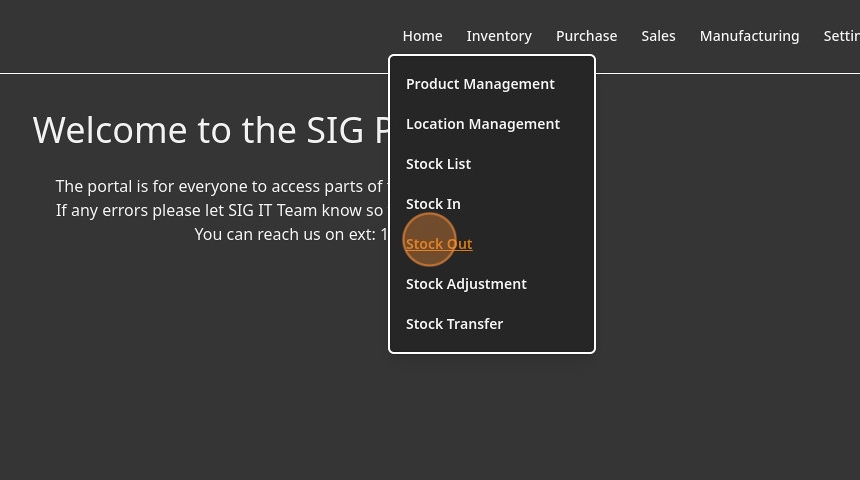 Home Inventory Purchase Sales Manufacturing
Product Management
Location Management
Stock List
Stock In
Stock Out
Stock Adjustment
Stock Transfer
Welcome to the SIG
The portal is for everyone to access parts of
If any errors please let SIG IT Team know so
You can reach us on ext: